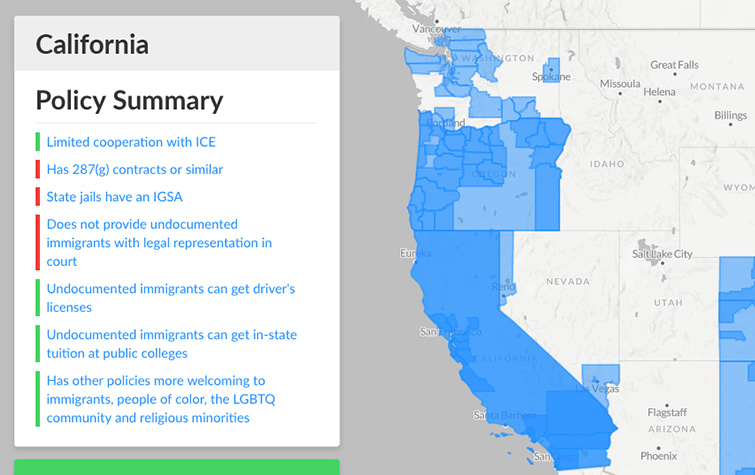 California
Policy Summary
Limited cooperation with ICE
Has 287(g) contracts or similar
State jails have an IGSA
Does not provide undocumented
immigrants with legal representation in
court
Undocumented immigrants can get driver's
licenses
Undocumented immigrants can get in-state
tuition at public colleges
Has other policies more welcoming to
immigrants, people of color, the LGBTQ
community and religious minorities
Vancouver
WASHINGTON
Spokane
Great Falls
Missoula
Helena
MONTANA
Billings
Portland
OREGON
IDAHO
WYOM
Eureka
Salt Lake City
Reno
NEVADA
UTAH
San Francisco
CALIFORNIA
Las Vegas
Santa Barbara
Flagstaff
ARIZONA
San
Phoenix